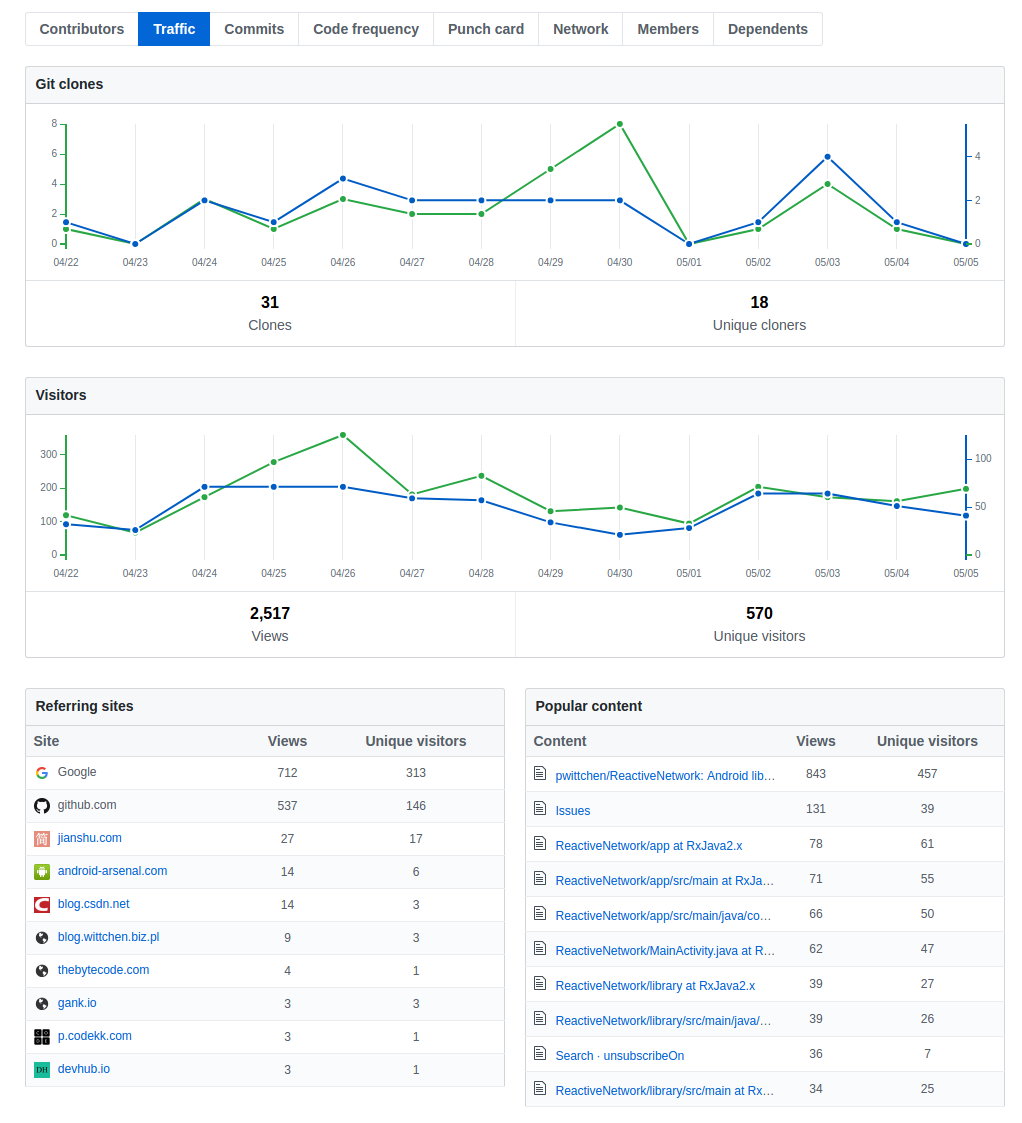 Contributors Traffic Commits Code frequency Punch card Network Members Dependents
Git clones
8
6
4
2
0
4
2
0
04/22 04/23 04/24 04/25 04/26 04/27 04/28 04/29 04/30 05/01 05/02 05/03 05/04 05/05
31 18
Clones Unique cloners
Visitors
300
200
100
0
100
50
0
04/22 04/23 04/24 04/25 04/26 04/27 04/28 04/29 04/30 05/01 05/02 05/03 05/04 05/05
2,517 570
Views Unique visitors
Referring sites
Site Views Unique visitors
Google 712 313
github.com 537 146
简 jianshu.com 27 17
android-arsenal.com 14 6
blog.csdn.net 14 3
blog.wittchen.biz.pl 9 3
thebytecode.com 4 1
gank.io 3 3
p.codekk.com 3 1
DH devhub.io 3 1
Popular content
Content Views Unique visitors
pwittchen/ReactiveNetwork: Android lib… 843 457
Issues 131 39
ReactiveNetwork/app at RxJava2.x 78 61
ReactiveNetwork/app/src/main at RxJa… 71 55
ReactiveNetwork/app/src/main/java/co… 66 50
ReactiveNetwork/MainActivity.java at R… 62 47
ReactiveNetwork/library at RxJava2.x 39 27
ReactiveNetwork/library/src/main/java/… 39 26
Search · unsubscribeOn 36 7
ReactiveNetwork/library/src/main at Rx… 34 25